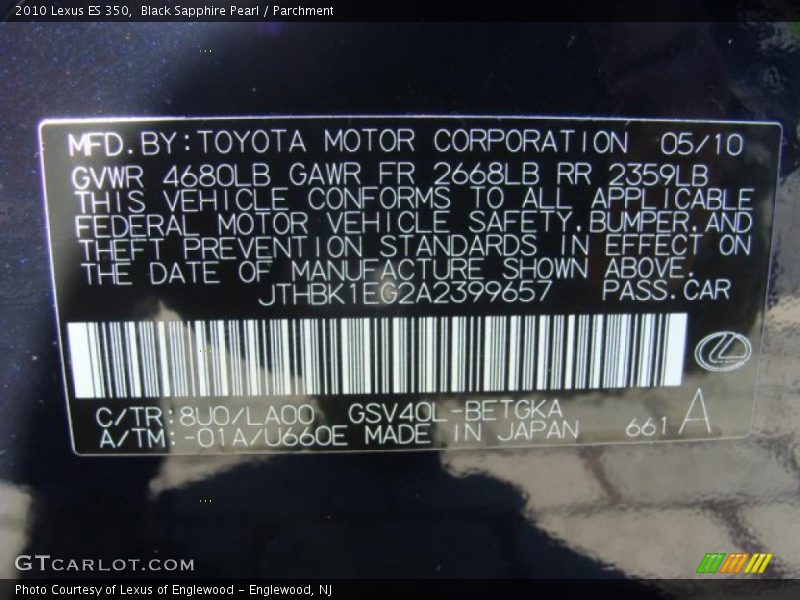 2010 Lexus ES 350, Black Sapphire Pearl / Parchment
MFD.BY:TOYOTA MOTOR CORPORATION 05/10
GVWR 4680LB GAWR FR 2668LB RR 2359LB
THIS VEHICLE CONFORMS TO ALL APPLICABLE
FEDERAL MOTOR VEHICLE SAFETY,BUMPER,AND
THEFT PREVENTION STANDARDS IN EFFECT ON
THE DATE OF MANUFACTURE SHOWN ABOVE.
JTHBK1EG2A2399657 PASS.CAR
C/TR:8U0/LA00 GSV40L-BETGKA
A/TM:-01A/U660E MADE IN JAPAN 661 A
GTCARLOT.COM
Photo Courtesy of Lexus of Englewood - Englewood, NJ